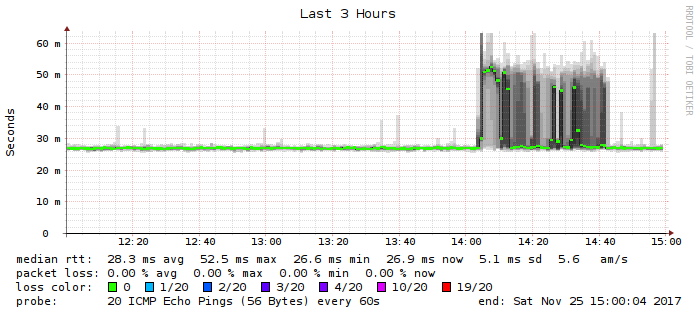 Last 3 Hours
RRDTOOL / TOBI OETIKER
Seconds
60 m
50 m
40 m
30 m
20 m
10 m
0
12:20 12:40 13:00 13:20 13:40 14:00 14:20 14:40 15:00
median rtt: 28.3 ms avg 52.5 ms max 26.6 ms min 26.9 ms now 5.1 ms sd 5.6 am/s
packet loss: 0.00 % avg 0.00 % max 0.00 % min 0.00 % now
loss color: 0 1/20 2/20 3/20 4/20 10/20 19/20
probe: 20 ICMP Echo Pings (56 Bytes) every 60s end: Sat Nov 25 15:00:04 2017